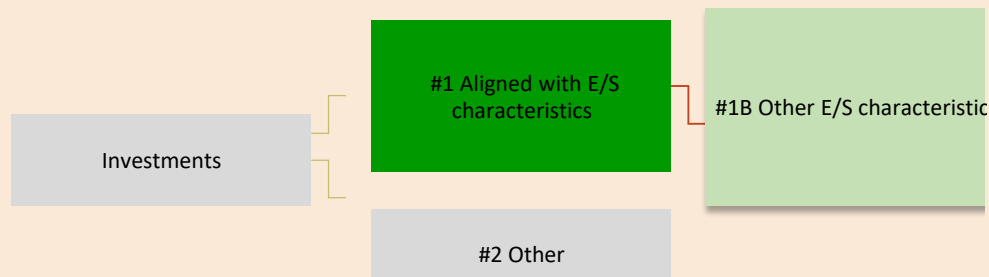 #1 Aligned with E/S
characteristics
#1B Other E/S characteristic
Investments
#2 Other